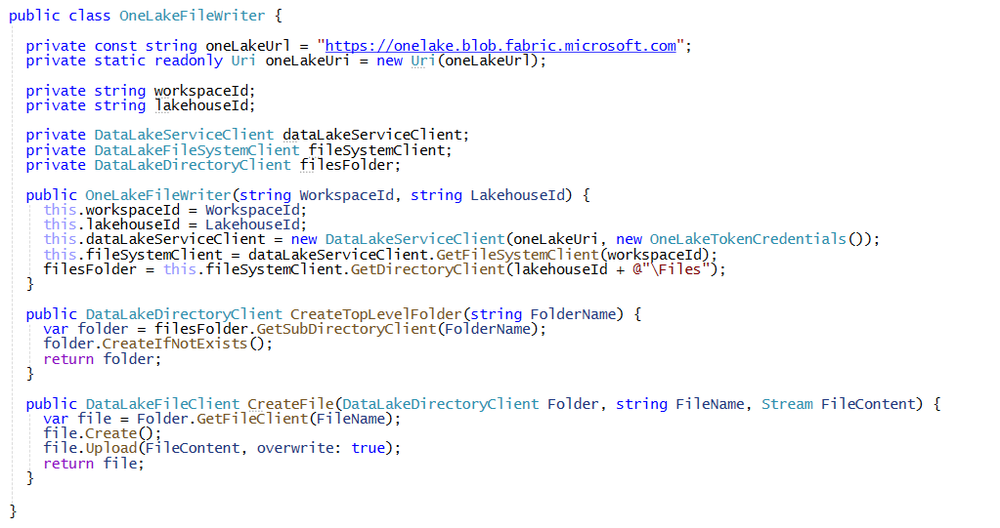 public class OneLakeFileWriter {
private const string oneLakeUrl = "https://onelake.blob.fabric.microsoft.com";
private static readonly Uri oneLakeUri = new Uri(oneLakeUrl);
private string workspaceId;
private string lakehouseId;
private DataLakeServiceClient dataLakeServiceClient;
private DataLakeFileSystemClient fileSystemClient;
private DataLakeDirectoryClient filesFolder;
public OneLakeFileWriter(string WorkspaceId, string LakehouseId) {
this.workspaceId = WorkspaceId;
this.lakehouseId = LakehouseId;
this.dataLakeServiceClient = new DataLakeServiceClient(oneLakeUri, new OneLakeTokenCredentials());
this.fileSystemClient = dataLakeServiceClient.GetFileSystemClient(workspaceId);
filesFolder = this.fileSystemClient.GetDirectoryClient(lakehouseId + @"\Files");
}
public DataLakeDirectoryClient CreateTopLevelFolder(string FolderName) {
var folder = filesFolder.GetSubDirectoryClient(FolderName);
folder.CreateIfNotExists();
return folder;
}
public DataLakeFileClient CreateFile(DataLakeDirectoryClient Folder, string FileName, Stream FileContent) {
var file = Folder.GetFileClient(FileName);
file.Create();
file.Upload(FileContent, overwrite: true);
return file;
}
}